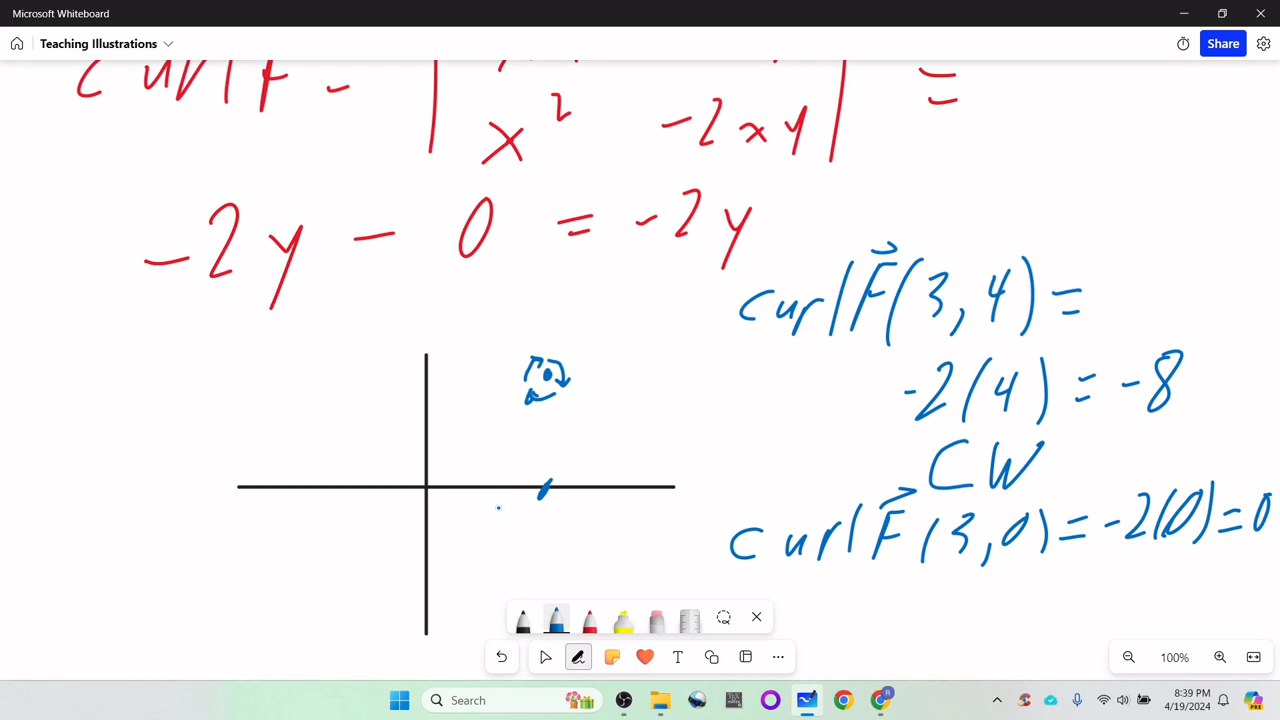 Microsoft Whiteboard
Teaching Illustrations
Share
curl F =
x² -2xy =
-2y - 0 = -2y
curl F⃗(3,4) =
-2(4) = -8
CW
curl F⃗(3,0) = -2(0) = 0
100%
Search
8:39 PM
4/19/2024